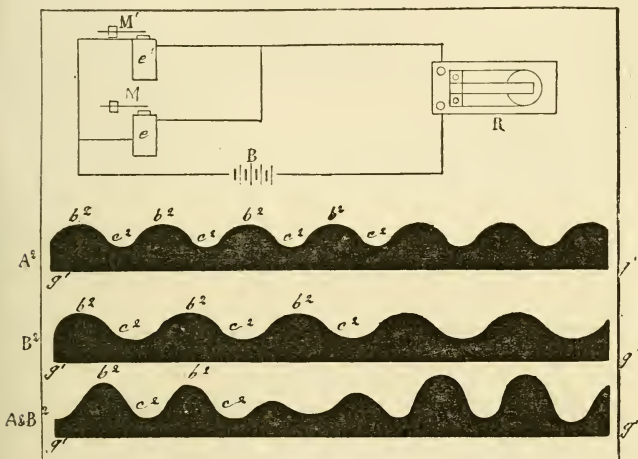 M'
e'
M
e
R
B
b² b² b² b²
c² c² c² c²
A²
g'
b² b² b²
c² c² c²
B²
g' g'
b² b²
c² c²
A&B²
g' g'